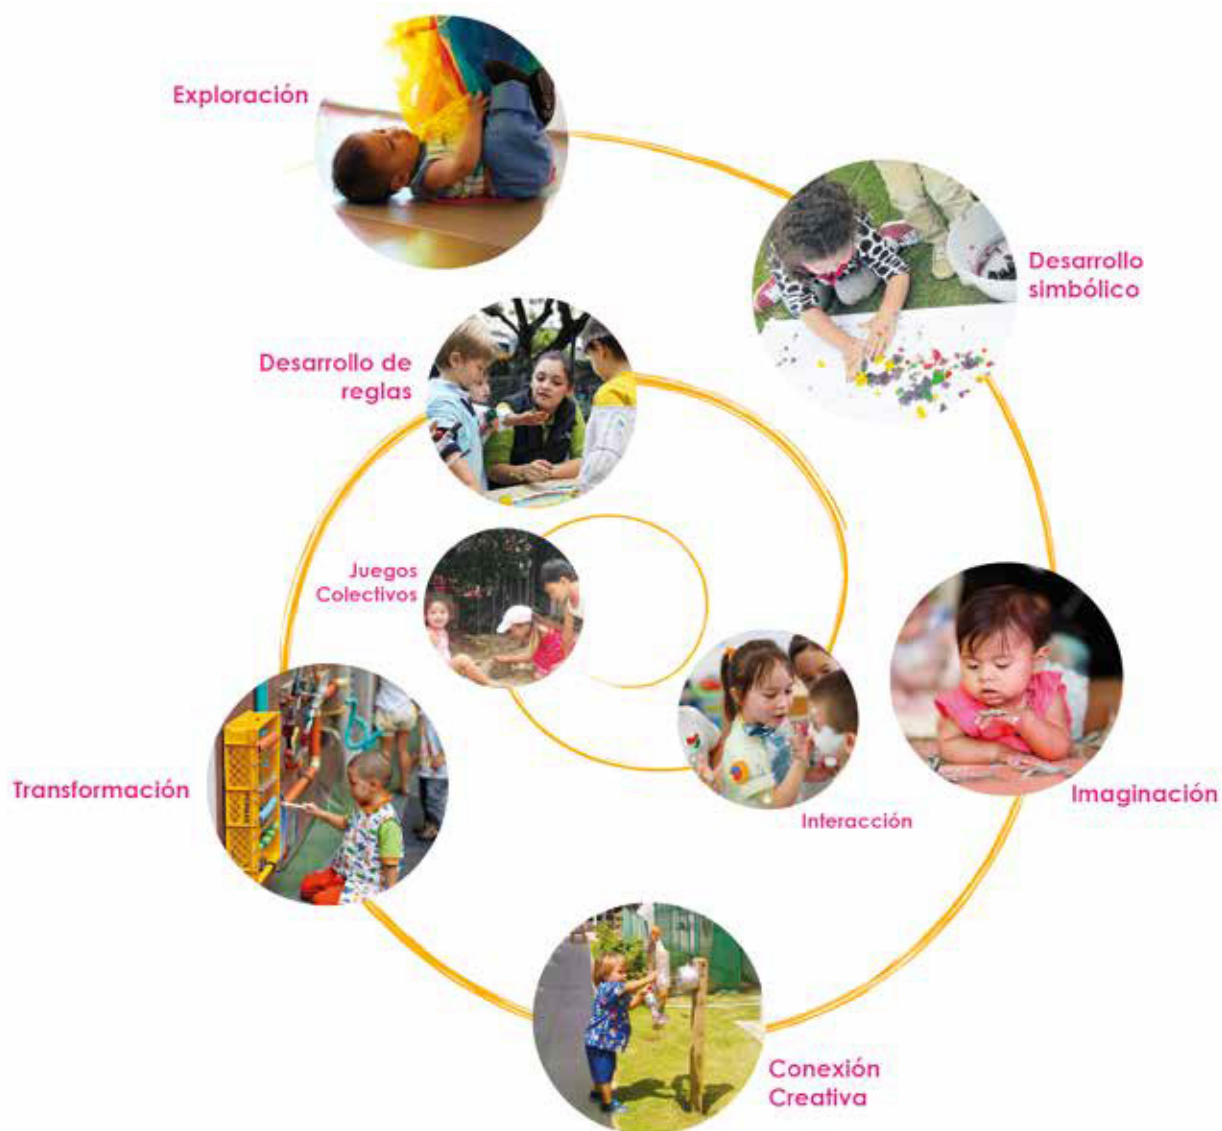 Exploración
Desarrollo
simbólico
Desarrollo de
reglas
Juegos
Colectivos
Imaginación
Transformación
Interacción
Conexión
Creativa